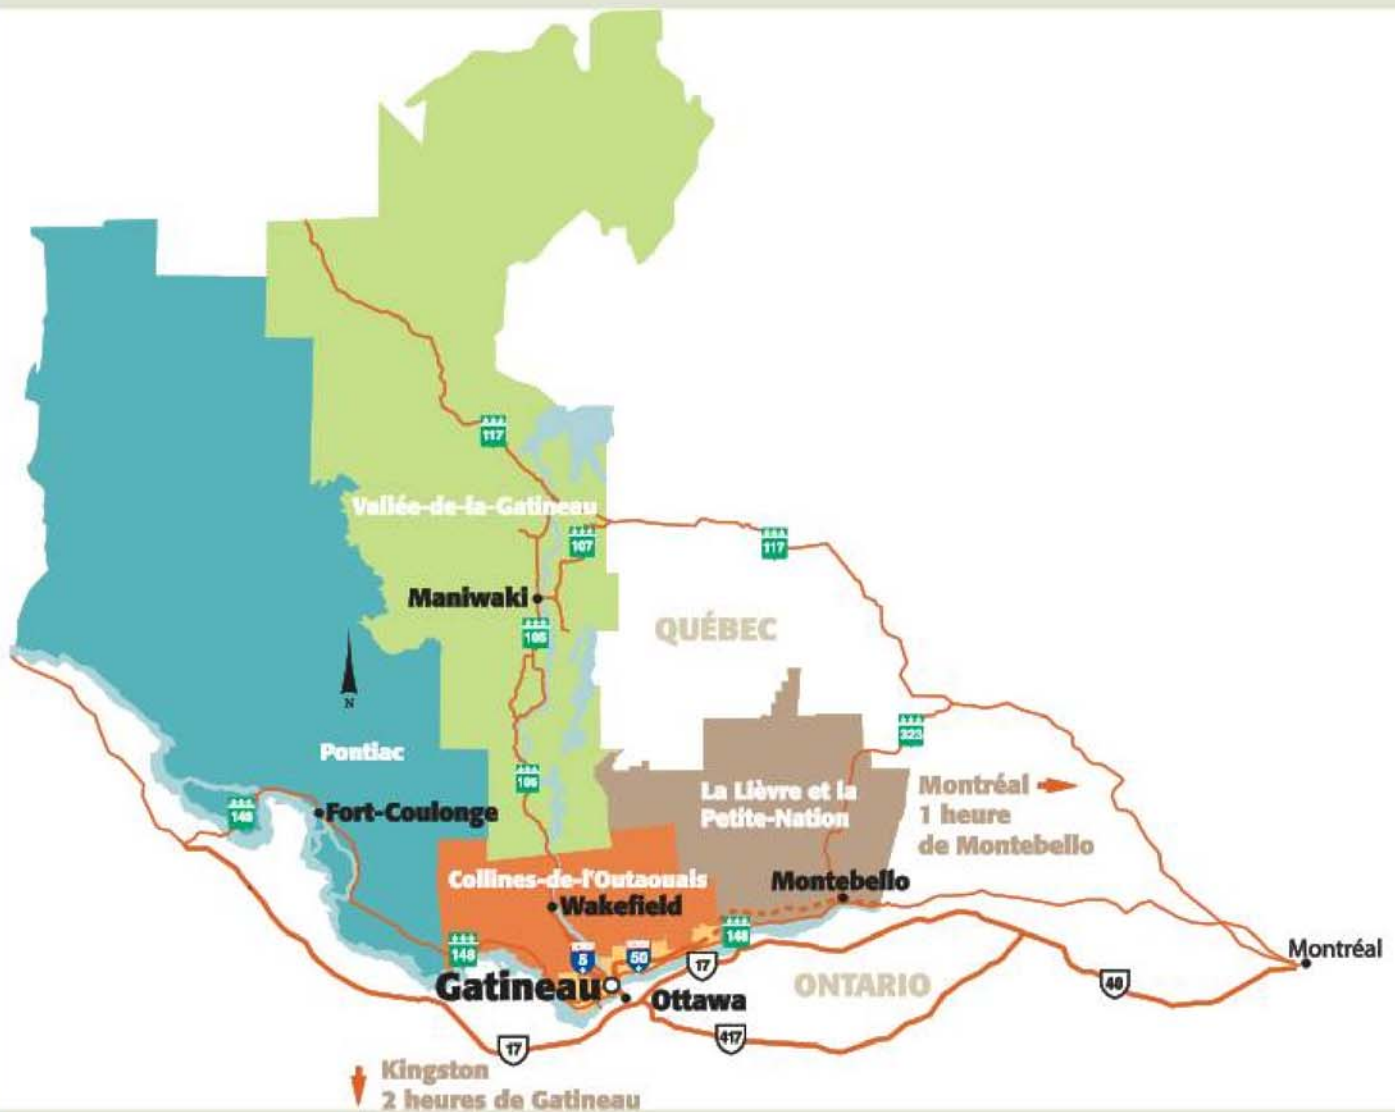 117
Vallée-de-la-Gatineau
107
117
Maniwaki
105
QUÉBEC
N
323
Pontiac
105
La Lièvre et la
Petite-Nation
Montréal
1 heure
de Montebello
148
Fort-Coulonge
Collines-de-l'Outaouais
Montebello
Wakefield
148
148
5
50
17
Montréal
Gatineau
Ottawa
ONTARIO
40
417
17
Kingston
2 heures de Gatineau